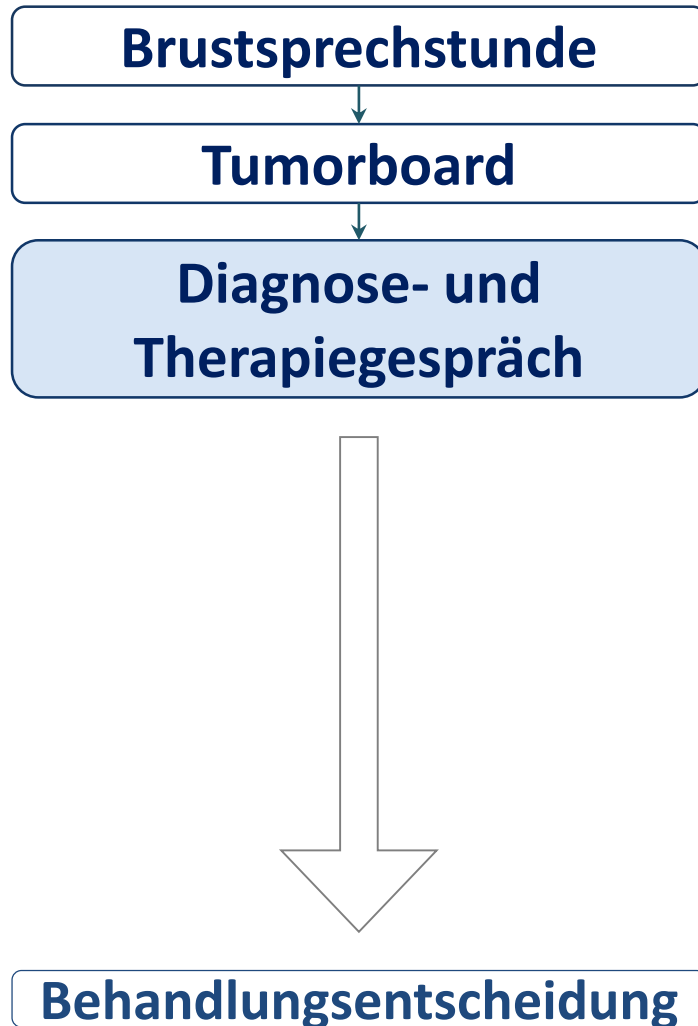 Brustsprechstunde
Tumorboard
Diagnose- und
Therapiegespräch
Behandlungsentscheidung